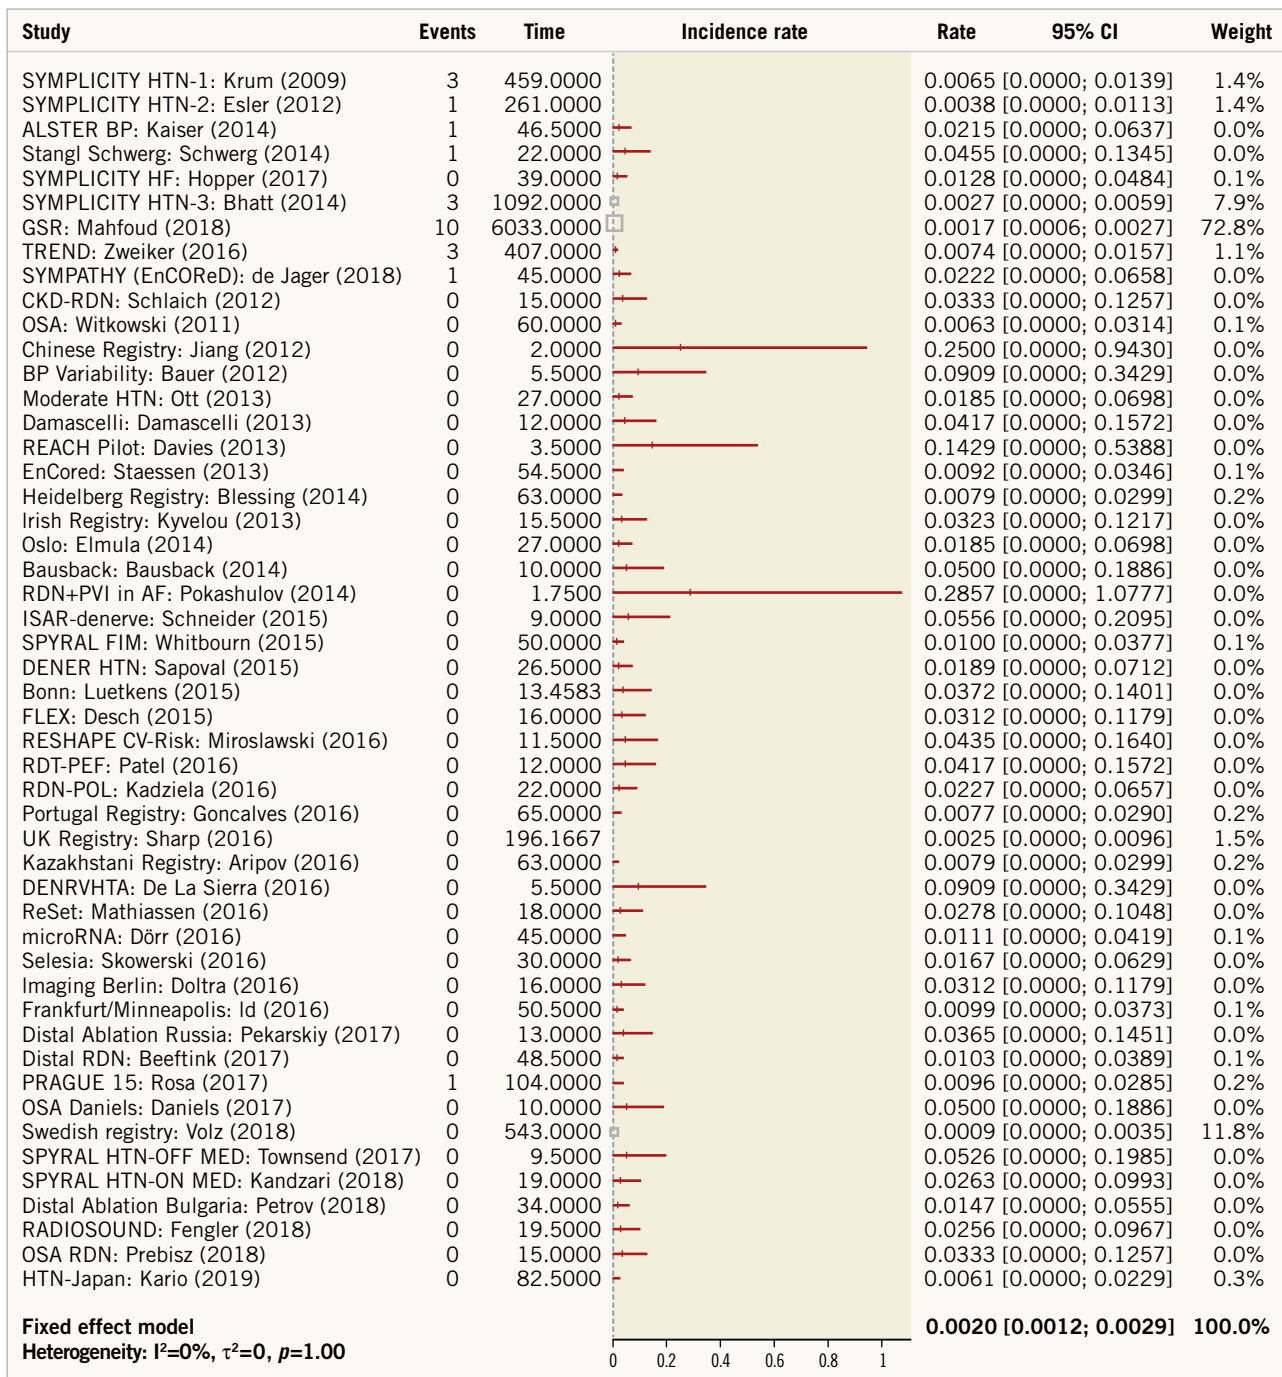 Study Events Time Incidence rate Rate 95% CI Weight
SYMPLICITY HTN-1: Krum (2009) 3 459.0000 0.0065 [0.0000; 0.0139] 1.4%
SYMPLICITY HTN-2: Esler (2012) 1 261.0000 0.0038 [0.0000; 0.0113] 1.4%
ALSTER BP: Kaiser (2014) 1 46.5000 0.0215 [0.0000; 0.0637] 0.0%
Stangl Schwerg: Schwerg (2014) 1 22.0000 0.0455 [0.0000; 0.1345] 0.0%
SYMPLICITY HF: Hopper (2017) 0 39.0000 0.0128 [0.0000; 0.0484] 0.1%
SYMPLICITY HTN-3: Bhatt (2014) 3 1092.0000 0.0027 [0.0000; 0.0059] 7.9%
GSR: Mahfoud (2018) 10 6033.0000 0.0017 [0.0006; 0.0027] 72.8%
TREND: Zweiker (2016) 3 407.0000 0.0074 [0.0000; 0.0157] 1.1%
SYMPATHY (EnCOReD): de Jager (2018) 1 45.0000 0.0222 [0.0000; 0.0658] 0.0%
CKD-RDN: Schlaich (2012) 0 15.0000 0.0333 [0.0000; 0.1257] 0.0%
OSA: Witkowski (2011) 0 60.0000 0.0063 [0.0000; 0.0314] 0.1%
Chinese Registry: Jiang (2012) 0 2.0000 0.2500 [0.0000; 0.9430] 0.0%
BP Variability: Bauer (2012) 0 5.5000 0.0909 [0.0000; 0.3429] 0.0%
Moderate HTN: Ott (2013) 0 27.0000 0.0185 [0.0000; 0.0698] 0.0%
Damascelli: Damascelli (2013) 0 12.0000 0.0417 [0.0000; 0.1572] 0.0%
REACH Pilot: Davies (2013) 0 3.5000 0.1429 [0.0000; 0.5388] 0.0%
EnCored: Staessen (2013) 0 54.5000 0.0092 [0.0000; 0.0346] 0.1%
Heidelberg Registry: Blessing (2014) 0 63.0000 0.0079 [0.0000; 0.0299] 0.2%
Irish Registry: Kyvelou (2013) 0 15.5000 0.0323 [0.0000; 0.1217] 0.0%
Oslo: Elmula (2014) 0 27.0000 0.0185 [0.0000; 0.0698] 0.0%
Bausback: Bausback (2014) 0 10.0000 0.0500 [0.0000; 0.1886] 0.0%
RDN+PVI in AF: Pokashulov (2014) 0 1.7500 0.2857 [0.0000; 1.0777] 0.0%
ISAR-denerve: Schneider (2015) 0 9.0000 0.0556 [0.0000; 0.2095] 0.0%
SPYRAL FIM: Whitbourn (2015) 0 50.0000 0.0100 [0.0000; 0.0377] 0.1%
DENER HTN: Sapoval (2015) 0 26.5000 0.0189 [0.0000; 0.0712] 0.0%
Bonn: Luetkens (2015) 0 13.4583 0.0372 [0.0000; 0.1401] 0.0%
FLEX: Desch (2015) 0 16.0000 0.0312 [0.0000; 0.1179] 0.0%
RESHAPE CV-Risk: Miroslawski (2016) 0 11.5000 0.0435 [0.0000; 0.1640] 0.0%
RDT-PEF: Patel (2016) 0 12.0000 0.0417 [0.0000; 0.1572] 0.0%
RDN-POL: Kadziela (2016) 0 22.0000 0.0227 [0.0000; 0.0657] 0.0%
Portugal Registry: Goncalves (2016) 0 65.0000 0.0077 [0.0000; 0.0290] 0.2%
UK Registry: Sharp (2016) 0 196.1667 0.0025 [0.0000; 0.0096] 1.5%
Kazakhstani Registry: Aripov (2016) 0 63.0000 0.0079 [0.0000; 0.0299] 0.2%
DENRVHTA: De La Sierra (2016) 0 5.5000 0.0909 [0.0000; 0.3429] 0.0%
ReSet: Mathiassen (2016) 0 18.0000 0.0278 [0.0000; 0.1048] 0.0%
microRNA: Dörr (2016) 0 45.0000 0.0111 [0.0000; 0.0419] 0.1%
Selesia: Skowerski (2016) 0 30.0000 0.0167 [0.0000; 0.0629] 0.0%
Imaging Berlin: Doltra (2016) 0 16.0000 0.0312 [0.0000; 0.1179] 0.0%
Frankfurt/Minneapolis: Id (2016) 0 50.5000 0.0099 [0.0000; 0.0373] 0.1%
Distal Ablation Russia: Pekarskiy (2017) 0 13.0000 0.0365 [0.0000; 0.1451] 0.0%
Distal RDN: Beeftink (2017) 0 48.5000 0.0103 [0.0000; 0.0389] 0.1%
PRAGUE 15: Rosa (2017) 1 104.0000 0.0096 [0.0000; 0.0285] 0.2%
OSA Daniels: Daniels (2017) 0 10.0000 0.0500 [0.0000; 0.1886] 0.0%
Swedish registry: Volz (2018) 0 543.0000 0.0009 [0.0000; 0.0035] 11.8%
SPYRAL HTN-OFF MED: Townsend (2017) 0 9.5000 0.0526 [0.0000; 0.1985] 0.0%
SPYRAL HTN-ON MED: Kandzari (2018) 0 19.0000 0.0263 [0.0000; 0.0993] 0.0%
Distal Ablation Bulgaria: Petrov (2018) 0 34.0000 0.0147 [0.0000; 0.0555] 0.0%
RADIOSOUND: Fengler (2018) 0 19.5000 0.0256 [0.0000; 0.0967] 0.0%
OSA RDN: Prebisz (2018) 0 15.0000 0.0333 [0.0000; 0.1257] 0.0%
HTN-Japan: Kario (2019) 0 82.5000 0.0061 [0.0000; 0.0229] 0.3%
Fixed effect model 0.0020 [0.0012; 0.0029] 100.0%
Heterogeneity: I²=0%, τ²=0, p=1.00
0 0.2 0.4 0.6 0.8 1